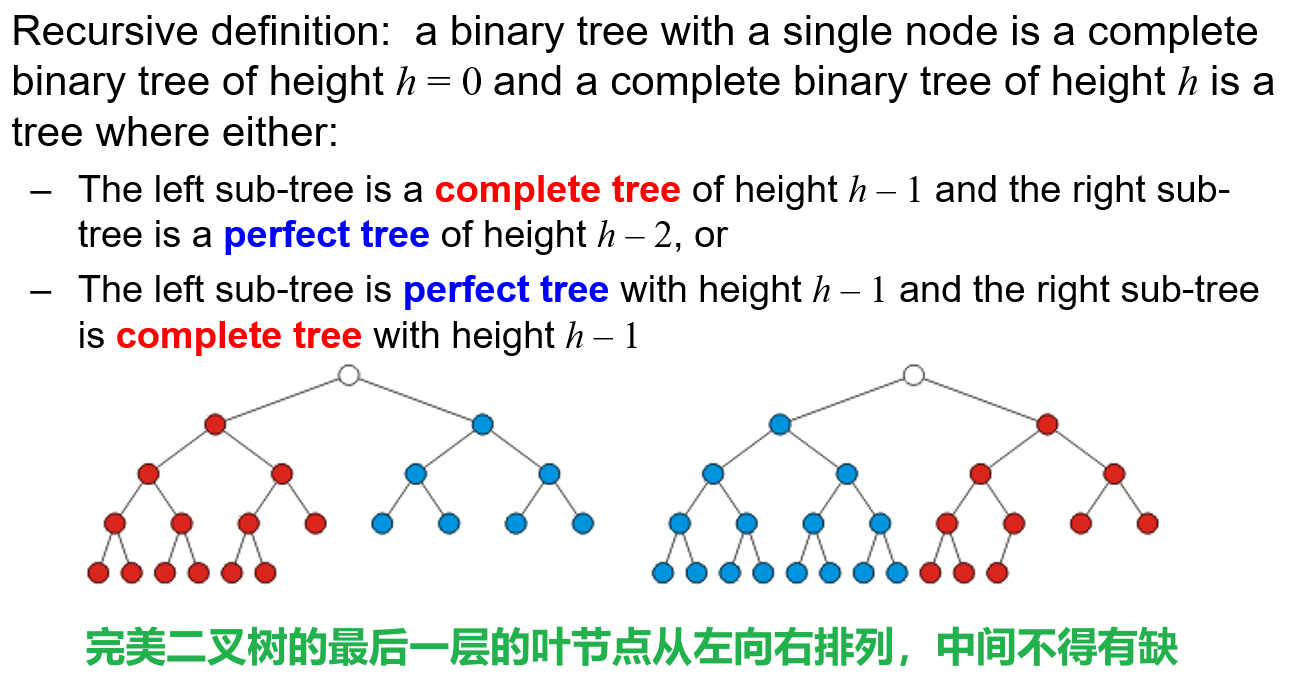 Recursive definition:  a binary tree with a single node is a complete
binary tree of height h = 0 and a complete binary tree of height h is a
tree where either:
– The left sub-tree is a complete tree of height h – 1 and the right sub-
tree is a perfect tree of height h – 2, or
– The left sub-tree is perfect tree with height h – 1 and the right sub-tree
is complete tree with height h – 1
完美二叉树的最后一层的叶节点从左向右排列，中间不得有缺